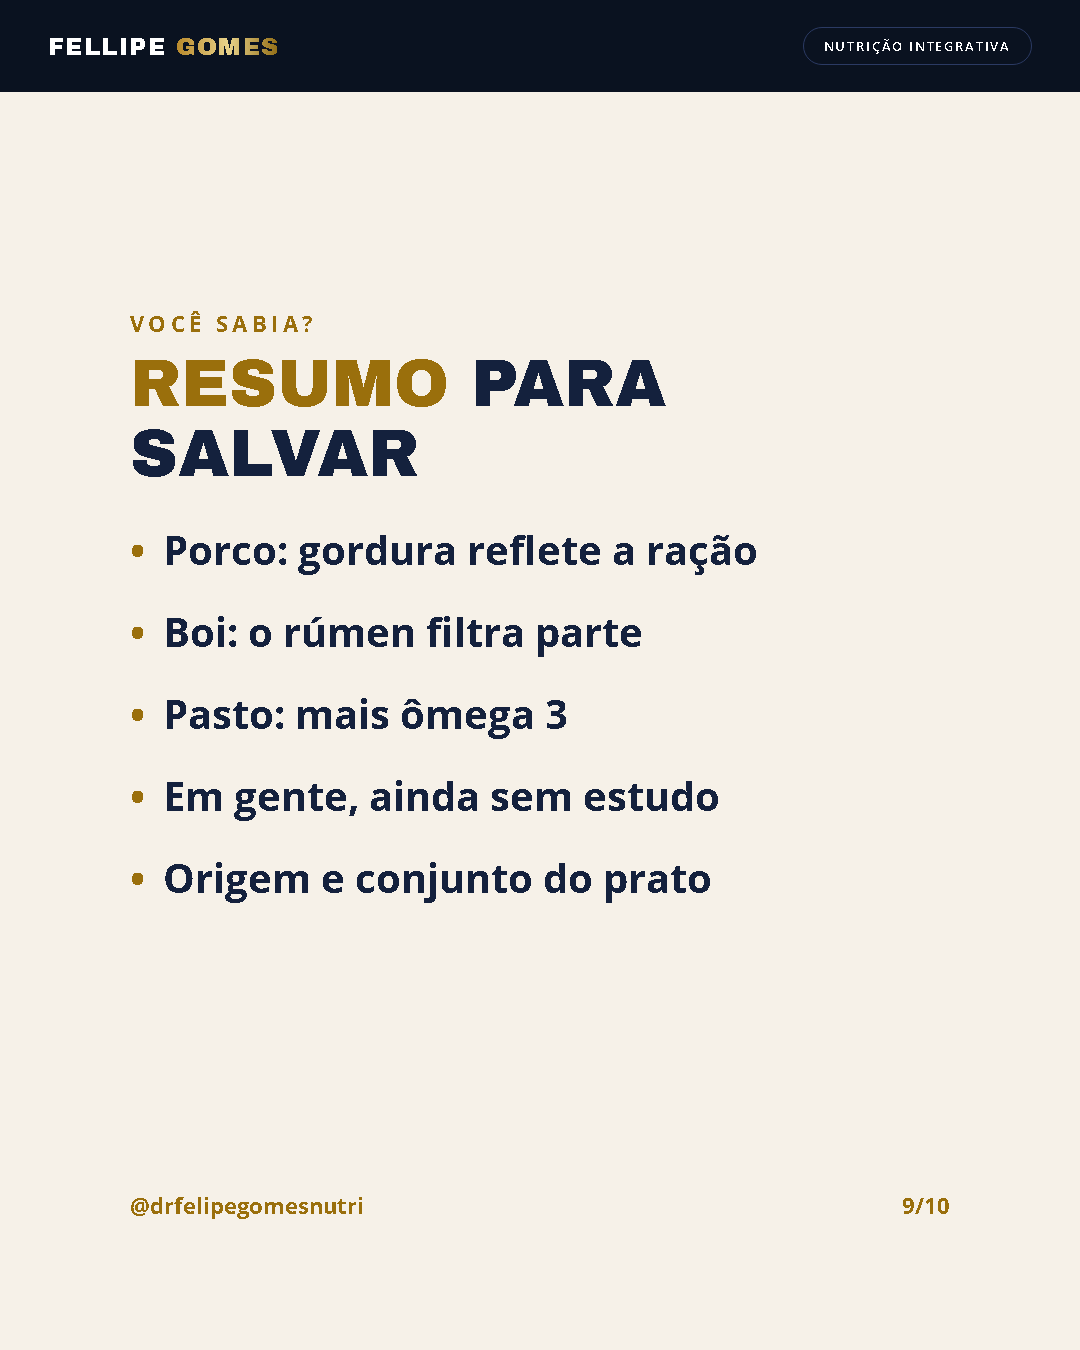 FELLIPE GOMES
NUTRIÇÃO INTEGRATIVA
VOCÊ SABIA?
RESUMO PARA
SALVAR
• Porco: gordura reflete a ração
• Boi: o rúmen filtra parte
• Pasto: mais ômega 3
• Em gente, ainda sem estudo
• Origem e conjunto do prato
@drfelipegomesnutri
9/10